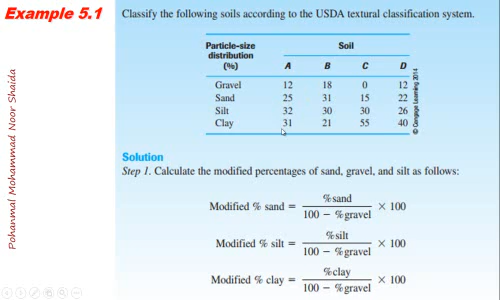 Example 5.1
Classify the following soils according to the USDA textural classification system.
Particle-size distribution (%) Soil
A B C D
Gravel 12 18 0 12
Sand 25 31 15 22
Silt 32 30 30 26
Clay 31 21 55 40
© Cengage Learning 2014
Pohanmal Mohammad Noor Shaida
Solution
Step 1. Calculate the modified percentages of sand, gravel, and silt as follows:
Modified % sand = %sand / 100 − %gravel × 100
Modified % silt = %silt / 100 − %gravel × 100
Modified % clay = %clay / 100 − %gravel × 100